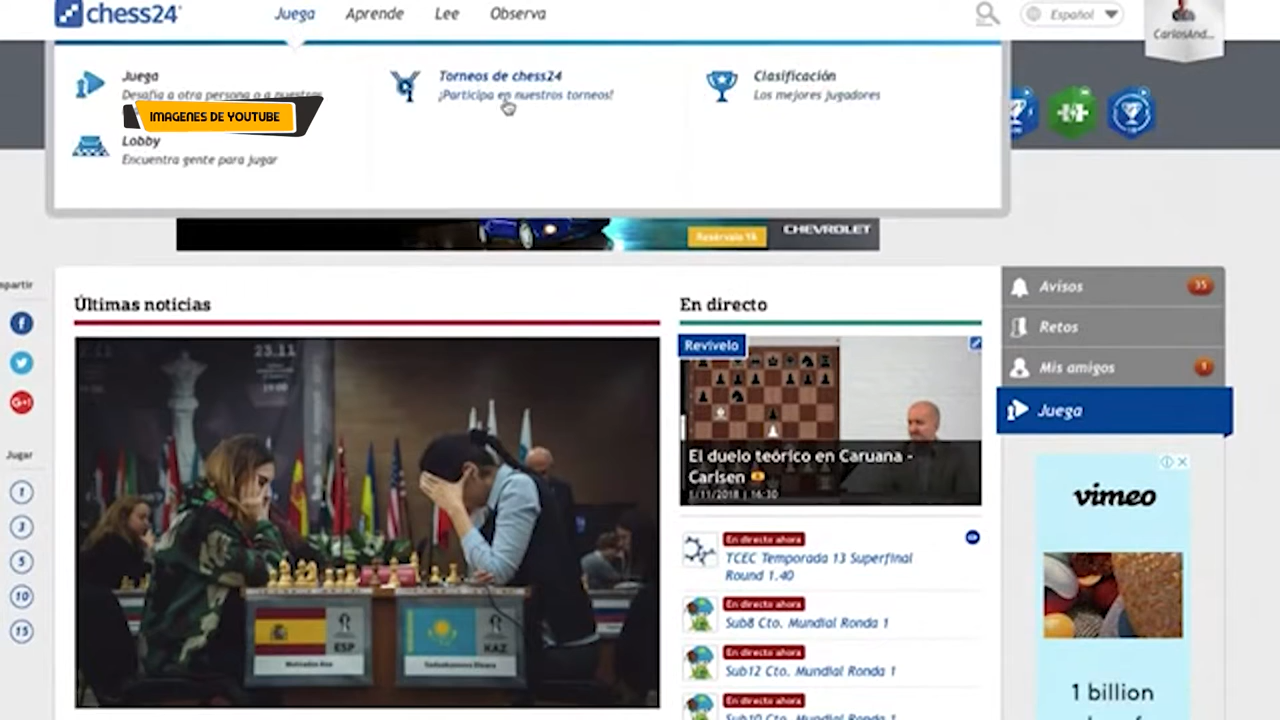 chess24
Juega
Aprende
Lee
Observa
Español
CarlosAnd...
Juega
Desafía a otra persona o a nuestros
IMAGENES DE YOUTUBE
Lobby
Encuentra gente para jugar
Torneos de chess24
¡Participa en nuestros torneos!
Clasificación
Los mejores jugadores
Resérvalo YA
CHEVROLET
mpartir
Jugar
1
3
5
10
15
Últimas noticias
23.11
ESP
KAZ
En directo
Revívelo
El duelo teórico en Caruana -
Carlsen
1/11/2018 | 16:30
En directo ahora
TCEC Temporada 13 Superfinal
Round 1.40
En directo ahora
Sub8 Cto. Mundial Ronda 1
En directo ahora
Sub12 Cto. Mundial Ronda 1
En directo ahora
Sub10 Cto. Mundial Ronda 1
Avisos
35
Retos
Mis amigos
1
Juega
vimeo
1 billion